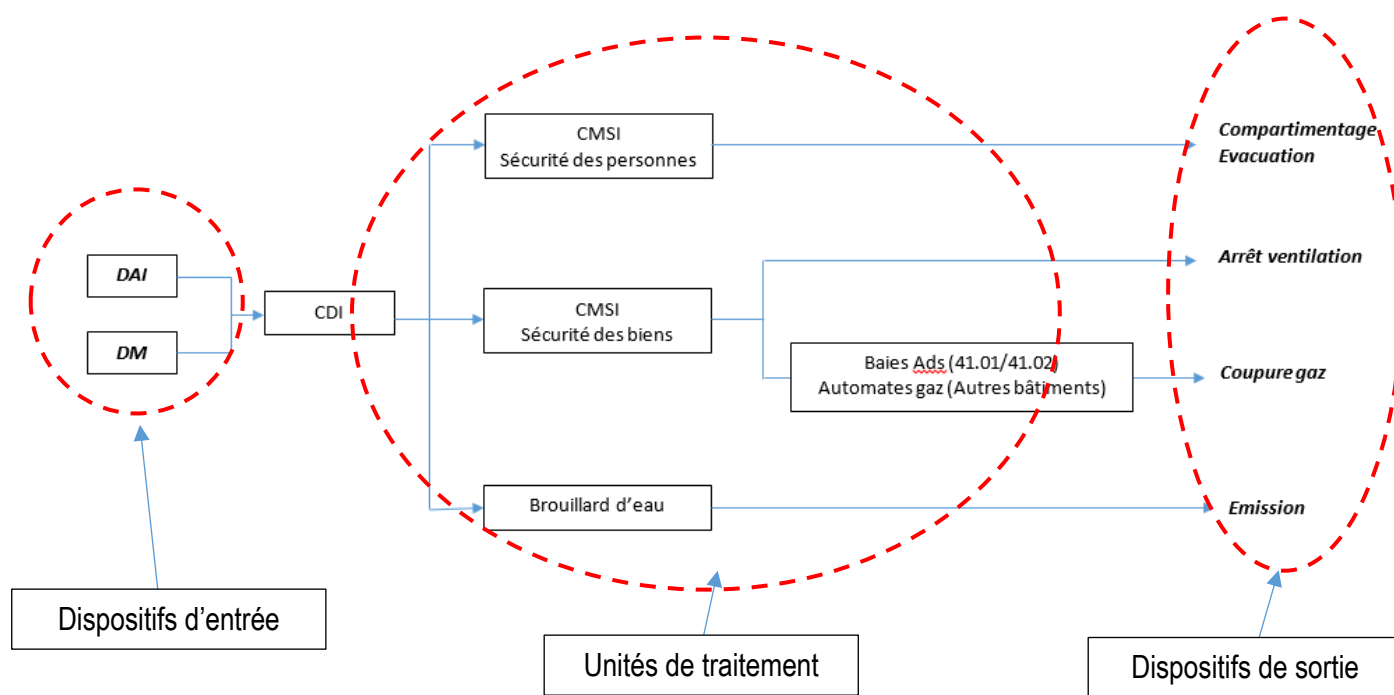 CMSI
Sécurité des personnes
Compartimentage
Evacuation
DAI
DM
CDI
CMSI
Sécurité des biens
Arrêt ventilation
Baies Ads (41.01/41.02)
Automates gaz (Autres bâtiments)
Coupure gaz
Brouillard d'eau
Emission
Dispositifs d'entrée
Unités de traitement
Dispositifs de sortie